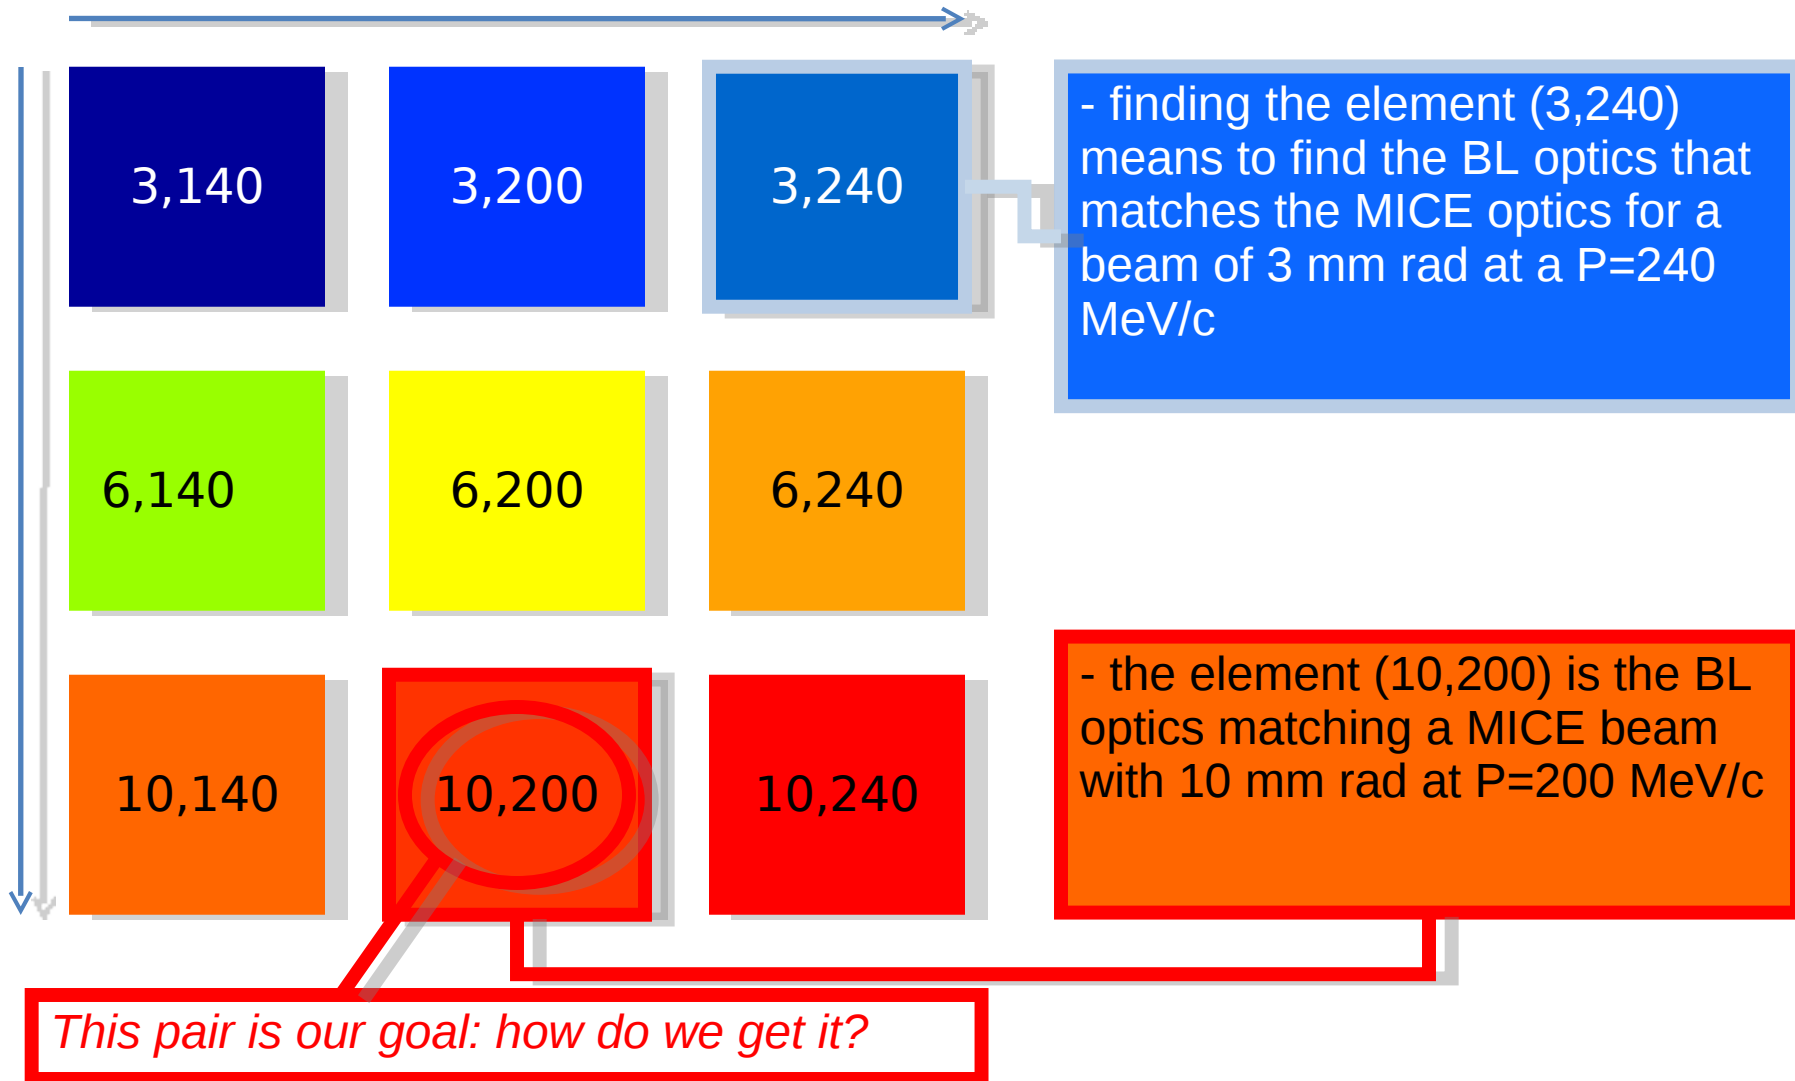 3,140
3,200
3,240
- finding the element (3,240)
means to find the BL optics that
matches the MICE optics for a
beam of 3 mm rad at a P=240
MeV/c
6,140
6,200
6,240
10,140
10,200
10,240
- the element (10,200) is the BL
optics matching a MICE beam
with 10 mm rad at P=200 MeV/c
This pair is our goal: how do we get it?